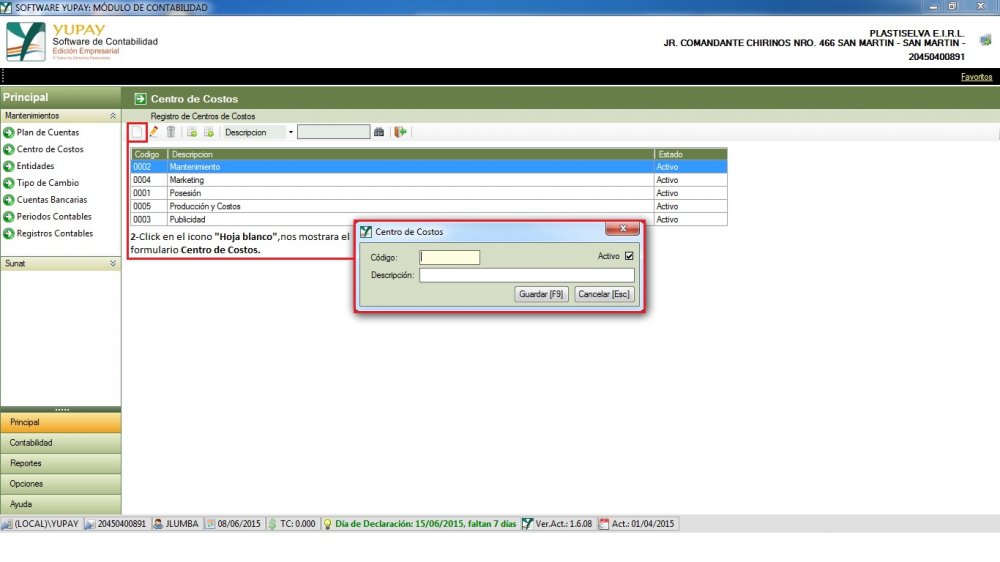 SOFTWARE YUPAY: MÓDULO DE CONTABILIDAD
YUPAY
Software de Contabilidad
Edición Empresarial
© Todos los Derechos Reservados
PLASTISELVA E.I.R.L.
JR. COMANDANTE CHIRINOS NRO. 466 SAN MARTIN - SAN MARTIN -
20450400891
Favoritos
Principal
Centro de Costos
Mantenimientos
Registro de Centros de Costos
Plan de Cuentas
Centro de Costos
Entidades
Tipo de Cambio
Cuentas Bancarias
Periodos Contables
Registros Contables
Sunat
Descripcion
Codigo Descripcion Estado
0002 Mantenimiento Activo
0004 Marketing Activo
0001 Posesión Activo
0005 Producción y Costos Activo
0003 Publicidad Activo
2-Click en el icono "Hoja blanco",nos mostrara el
formulario Centro de Costos.
Centro de Costos
Código: Activo
Descripción:
Guardar [F9] Cancelar [Esc]
Principal
Contabilidad
Reportes
Opciones
Ayuda
(LOCAL)\YUPAY 20450400891 JLUMBA 08/06/2015 TC: 0.000 Día de Declaración: 15/06/2015, faltan 7 días Ver.Act.: 1.6.08 Act.: 01/04/2015